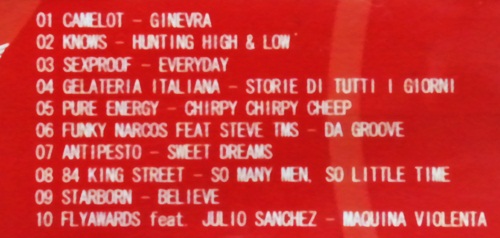 01 CAMELOT - GINEVRA
02 KNOWS - HUNTING HIGH & LOW
03 SEXPROOF - EVERYDAY
04 GELATERIA ITALIANA - STORIE DI TUTTI I GIORNI
05 PURE ENERGY - CHIRPY CHIRPY CHEEP
06 FUNKY NARCOS FEAT STEVE TMS - DA GROOVE
07 ANTIPESTO - SWEET DREAMS
08 84 KING STREET - SO MANY MEN, SO LITTLE TIME
09 STARBORN - BELIEVE
10 FLYAWARDS feat. JULIO SANCHEZ - MAQUINA VIOLENTA